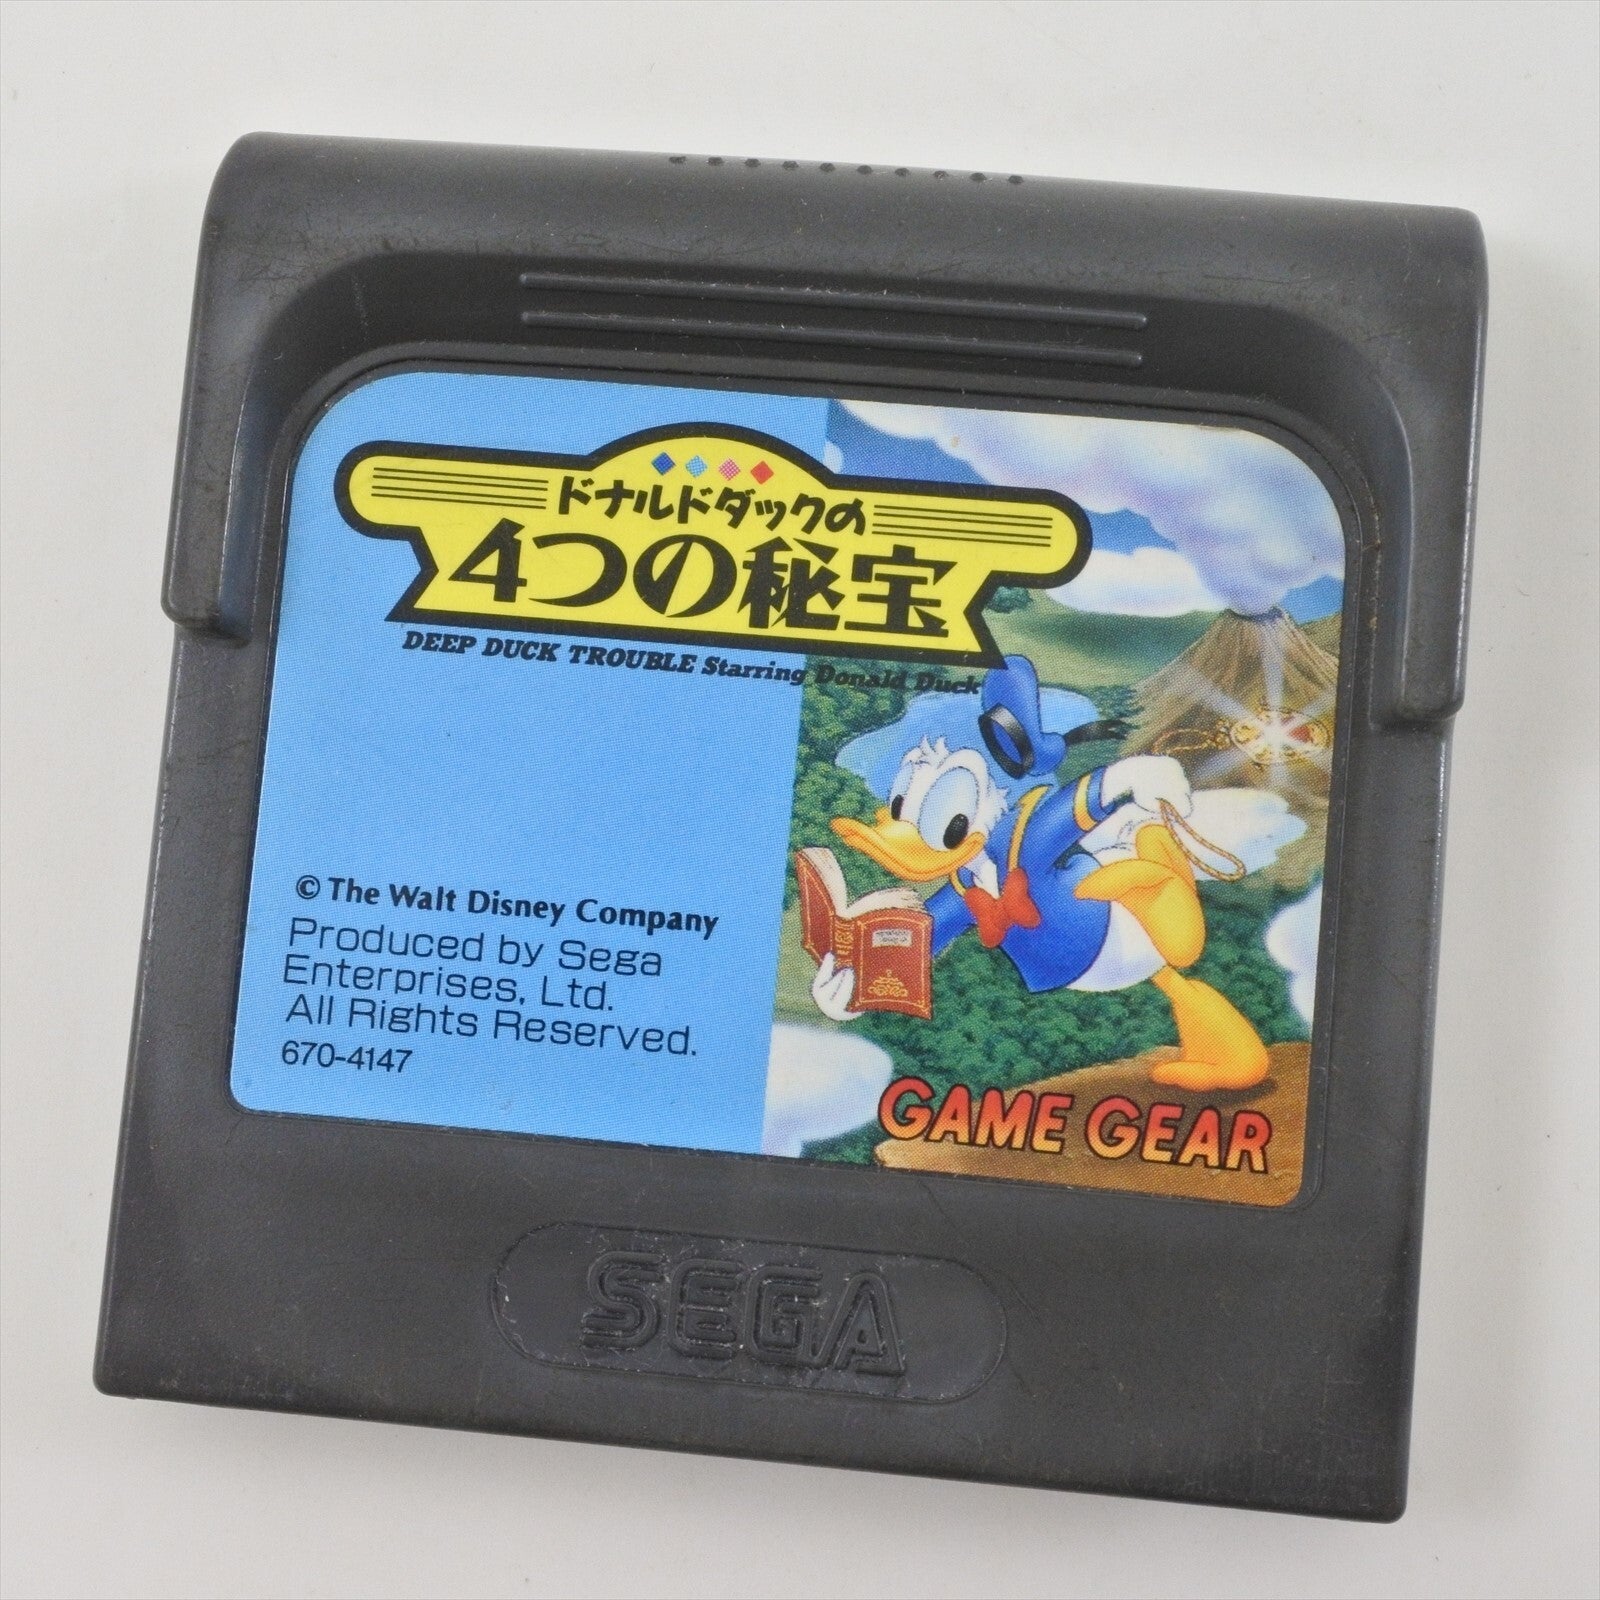 ドナルドダックの
4つの秘宝
DEEP DUCK TROUBLE Starring Donald Duck
© The Walt Disney Company
Produced by Sega
Enterprises, Ltd.
All Rights Reserved.
670-4147
GAME GEAR
SEGA